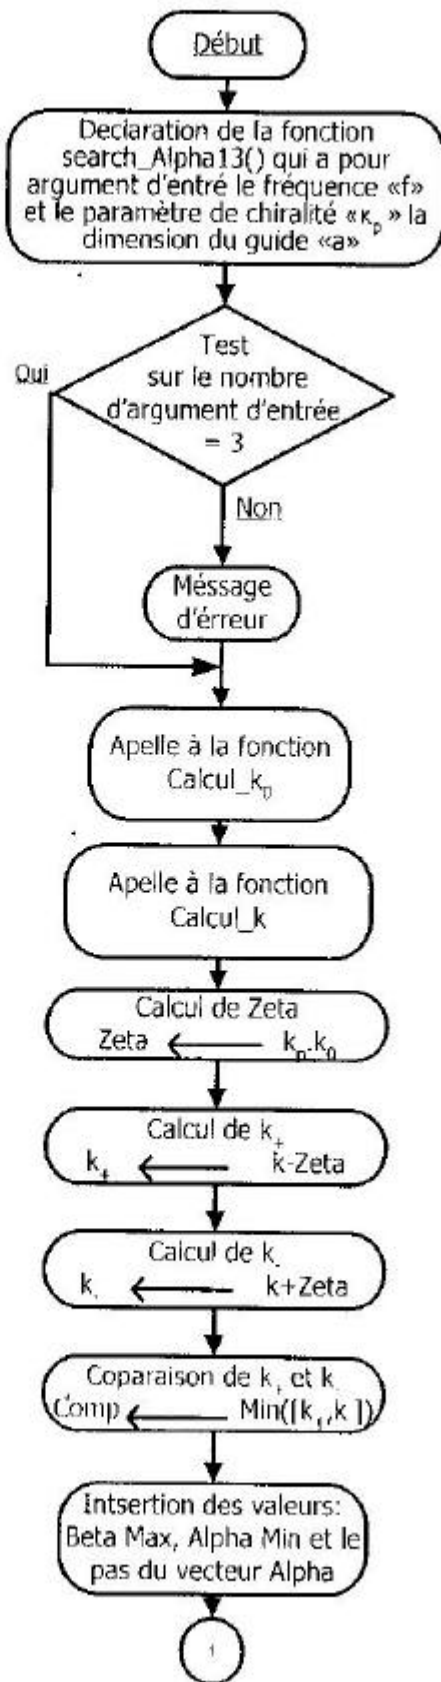 Début
Declaration de la fonction
search_Alpha13() qui a pour
argument d'entré le fréquence «f»
et le paramètre de chiralité «κp» la
dimension du guide «a»
Test
sur le nombre
d'argument d'entrée
= 3
Oui
Non
Méssage
d'érreur
Apelle à la fonction
Calcul_kp
Apelle à la fonction
Calcul_k
Calcul de Zeta
Zeta ← kp.k0
Calcul de k+
k+ ← k-Zeta
Calcul de k-
k- ← k+Zeta
Coparaison de k+ et k-
Comp ← Min([k+,k-])
Intsertion des valeurs:
Beta Max, Alpha Min et le
pas du vecteur Alpha
1